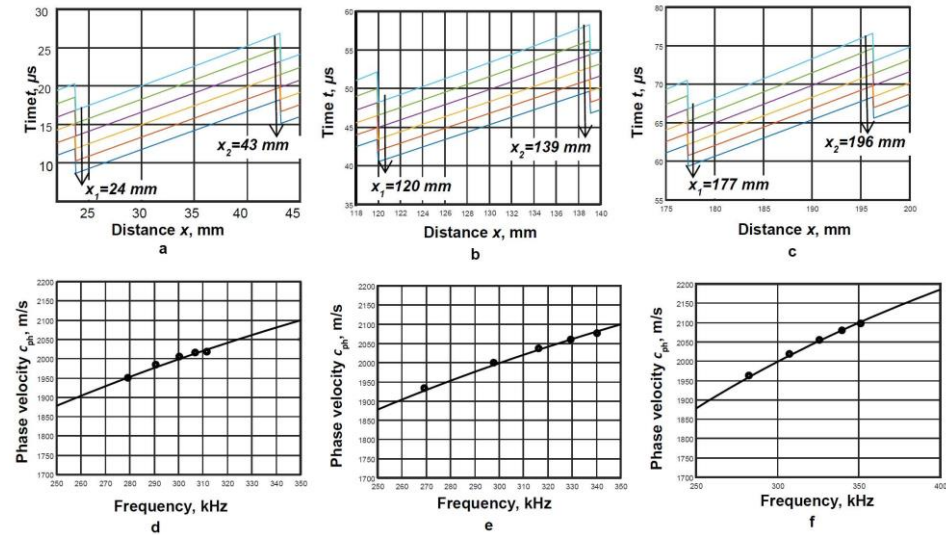 30
25
20
15
10
Time t, μs
x₁=24 mm
x₂=43 mm
25 30 35 40 45
Distance x, mm
a
60
55
50
45
40
35
Time t, μs
x₁=120 mm
x₂=139 mm
118 120 122 124 126 128 130 132 134 136 138 140
Distance x, mm
b
80
75
70
65
60
55
Time t, μs
x₁=177 mm
x₂=196 mm
175 180 185 190 195 200
Distance x, mm
c
2200
2150
2100
2050
2000
1950
1900
1850
1800
1700
Phase velocity cₚₕ, m/s
250 260 270 280 290 300 310 320 330 340 350
Frequency, kHz
d
2200
2150
2100
2050
2000
1950
1900
1850
1800
1700
Phase velocity cₚₕ, m/s
250 260 270 280 290 300 310 320 330 340 350
Frequency, kHz
e
2200
2150
2100
2050
2000
1950
1900
1850
1800
1700
Phase velocity cₚₕ, m/s
250 300 350 400
Frequency, kHz
f